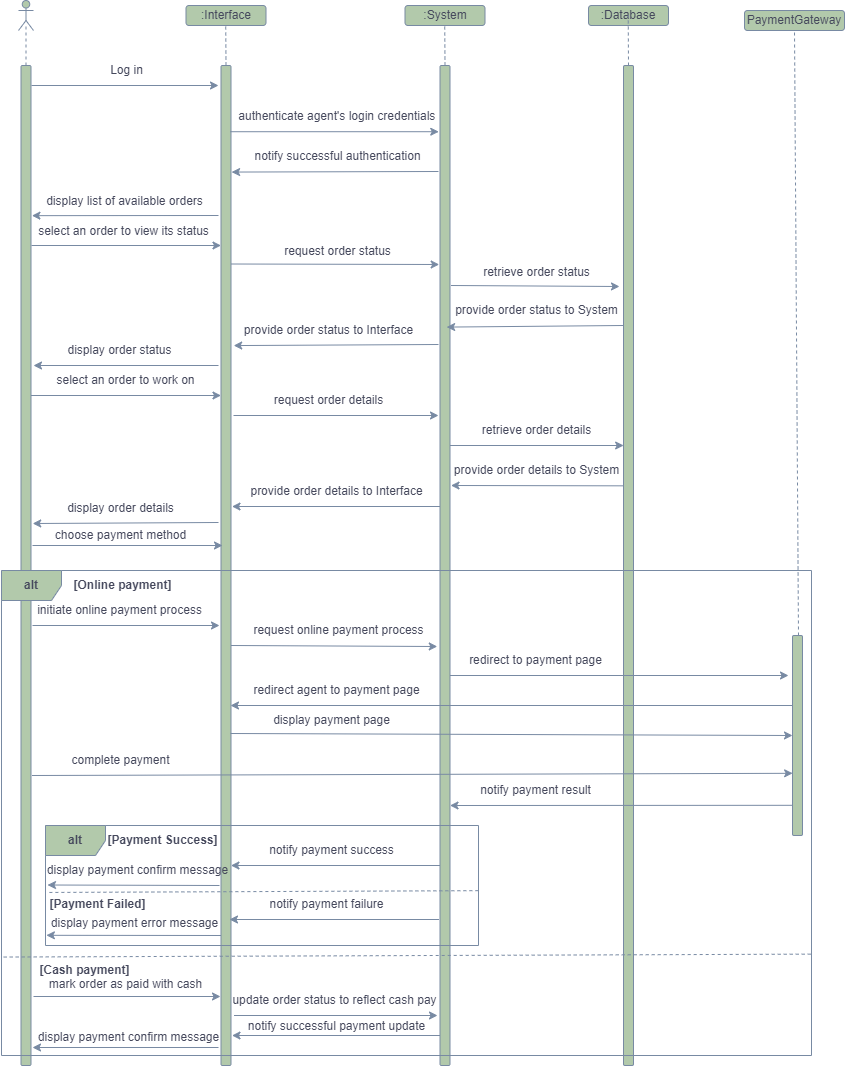 :Interface
:System
:Database
PaymentGateway
Log in
authenticate agent's login credentials
notify successful authentication
display list of available orders
select an order to view its status
request order status
retrieve order status
provide order status to System
provide order status to Interface
display order status
select an order to work on
request order details
retrieve order details
provide order details to System
provide order details to Interface
display order details
choose payment method
alt
[Online payment]
initiate online payment process
request online payment process
redirect to payment page
redirect agent to payment page
display payment page
complete payment
notify payment result
alt
[Payment Success]
notify payment success
display payment confirm message
[Payment Failed]
notify payment failure
display payment error message
[Cash payment]
mark order as paid with cash
update order status to reflect cash pay
notify successful payment update
display payment confirm message